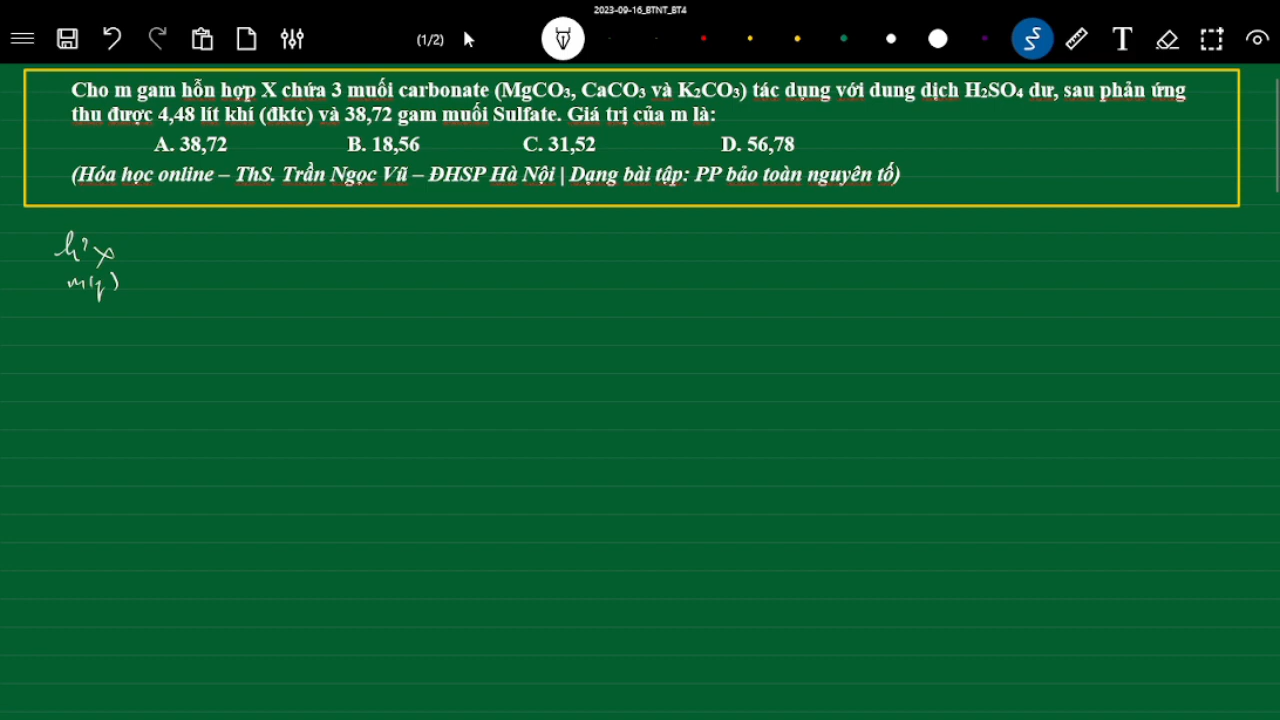 2023-09-16_BTNT_BT4
(1/2)
T
Cho m gam hỗn hợp X chứa 3 muối carbonate (MgCO₃, CaCO₃ và K₂CO₃) tác dụng với dung dịch H₂SO₄ dư, sau phản ứng
thu được 4,48 lít khí (đktc) và 38,72 gam muối Sulfate. Giá trị của m là:
A. 38,72 B. 18,56 C. 31,52 D. 56,78
(Hóa học online – ThS. Trần Ngọc Vũ – ĐHSP Hà Nội | Dạng bài tập: PP bảo toàn nguyên tố)
h² X
m(g)